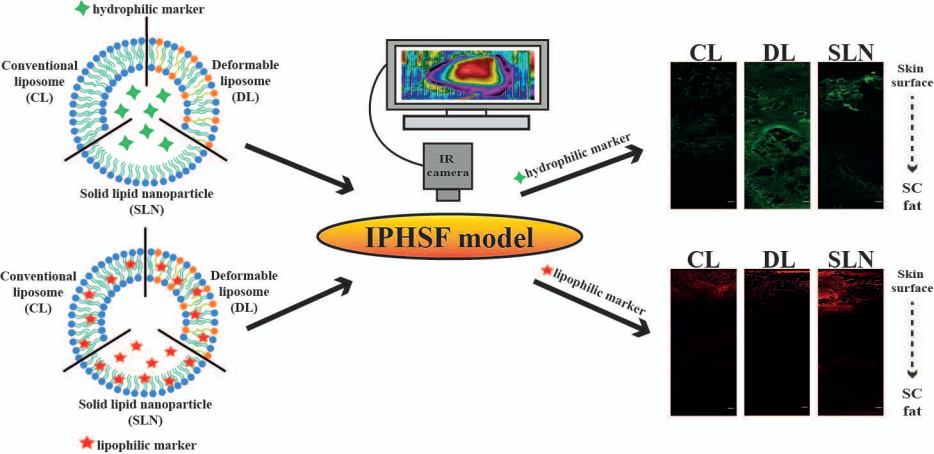 hydrophilic marker
Conventional
liposome
(CL)
Deformable
liposome
(DL)
Solid lipid nanoparticle
(SLN)
Conventional
liposome
(CL)
Deformable
liposome
(DL)
Solid lipid nanoparticle
(SLN)
lipophilic marker
IR
camera
IPHSF model
hydrophilic marker
lipophilic marker
CL DL SLN
Skin
surface
SC
fat
CL DL SLN
Skin
surface
SC
fat